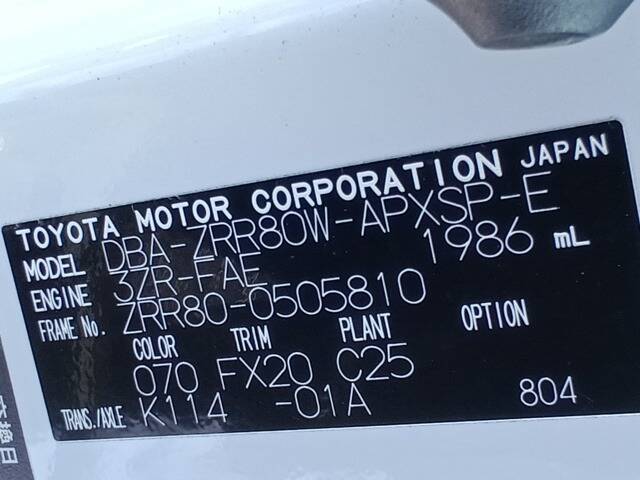 TOYOTA MOTOR CORPORATION JAPAN
MODEL DBA-ZRR80W-APXSP-E
ENGINE 3ZR-FAE 1986 mL
FRAME No. ZRR80-0505810
COLOR TRIM PLANT OPTION
070 FX20 C25
TRANS./AXLE K114 -01A 804